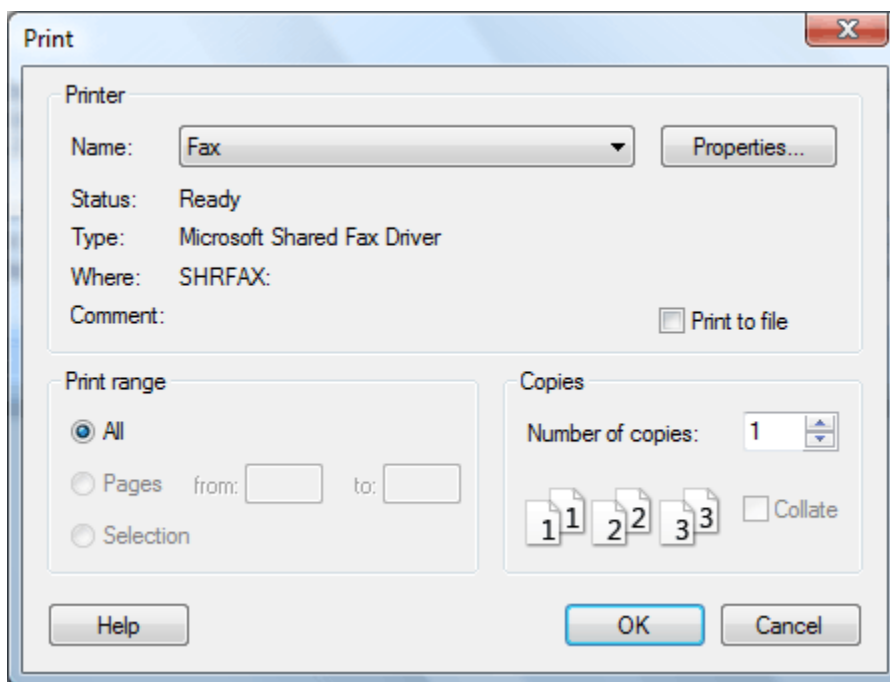 Print
Printer
Name: Fax Properties...
Status: Ready
Type: Microsoft Shared Fax Driver
Where: SHRFAX:
Comment:
Print to file
Print range
All
Pages from: to:
Selection
Copies
Number of copies: 1
1 1 2 2 3 3 Collate
Help OK Cancel